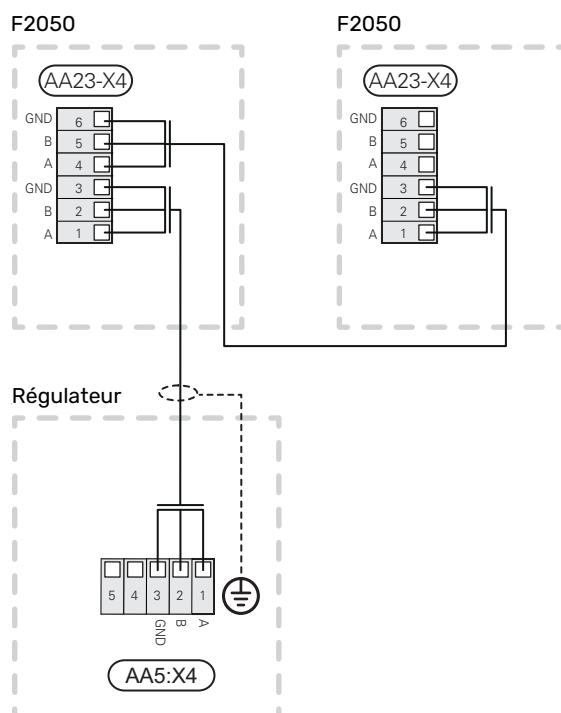 F2050
AA23-X4
GND 6
B 5
A 4
GND 3
B 2
A 1
F2050
AA23-X4
GND 6
B 5
A 4
GND 3
B 2
A 1
Régulateur
5 4 3 2 1
GND B A
AA5:X4